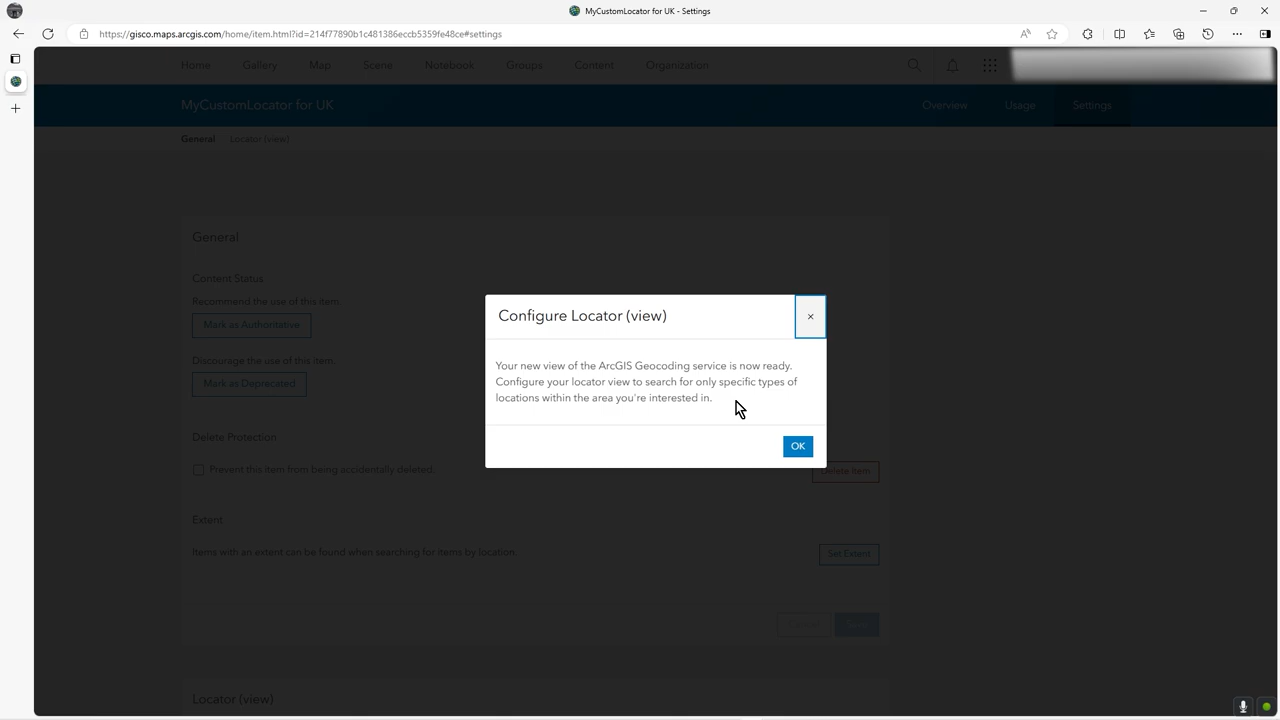 MyCustomLocator for UK - Settings
https://gisco.maps.arcgis.com/home/item.html?id=214f77890b1c481386eccb5359fe48ce#settings
Home Gallery Map Scene Notebook Groups Content Organization
MyCustomLocator for UK Overview Usage Settings
General Locator (view)
General
Content Status
Recommend the use of this item.
Mark as Authoritative
Discourage the use of this item.
Mark as Deprecated
Configure Locator (view)
Your new view of the ArcGIS Geocoding service is now ready.
Configure your locator view to search for only specific types of
locations within the area you're interested in.
OK
Delete Protection
Prevent this item from being accidentally deleted. Delete Item
Extent
Items with an extent can be found when searching for items by location. Set Extent
Save
Locator (view)